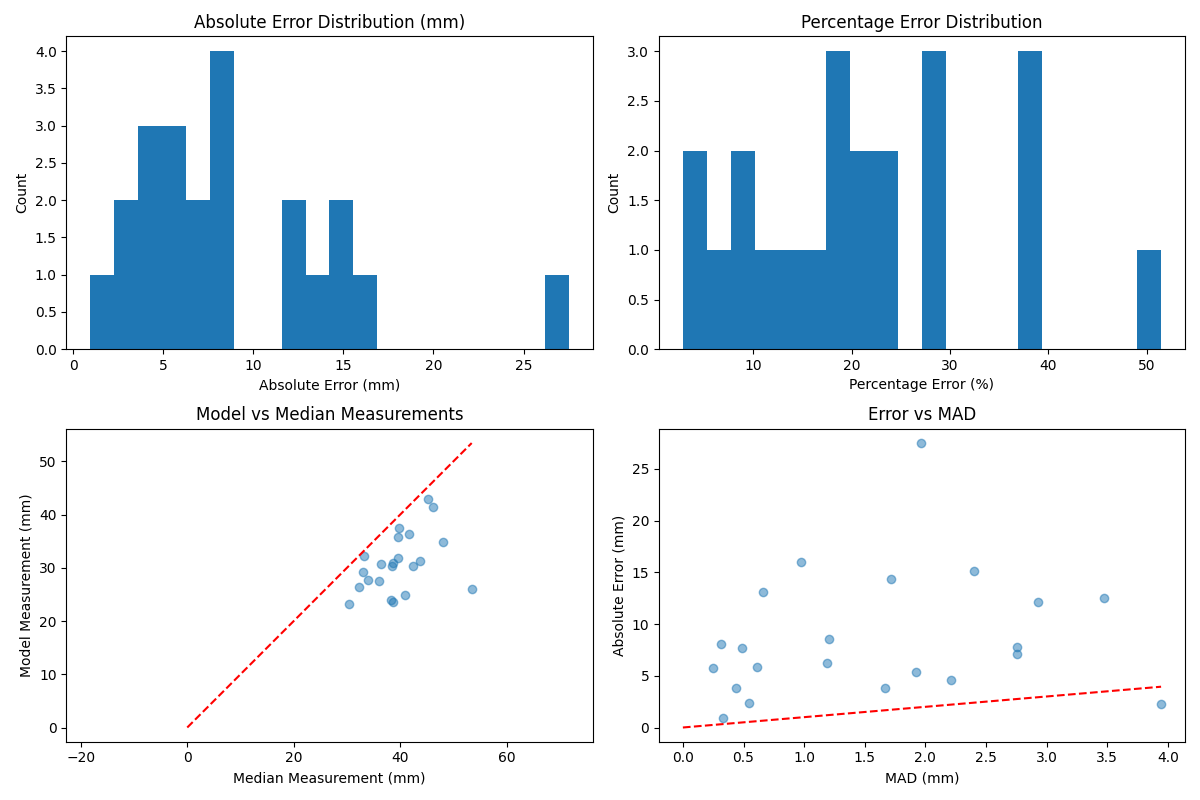 Absolute Error Distribution (mm)
4.0
3.5
3.0
2.5
2.0
1.5
1.0
0.5
0.0
Count
0 5 10 15 20 25
Absolute Error (mm)
Percentage Error Distribution
3.0
2.5
2.0
1.5
1.0
0.5
0.0
Count
10 20 30 40 50
Percentage Error (%)
Model vs Median Measurements
50
40
30
20
10
0
Model Measurement (mm)
−20 0 20 40 60
Median Measurement (mm)
Error vs MAD
25
20
15
10
5
0
Absolute Error (mm)
0.0 0.5 1.0 1.5 2.0 2.5 3.0 3.5 4.0
MAD (mm)